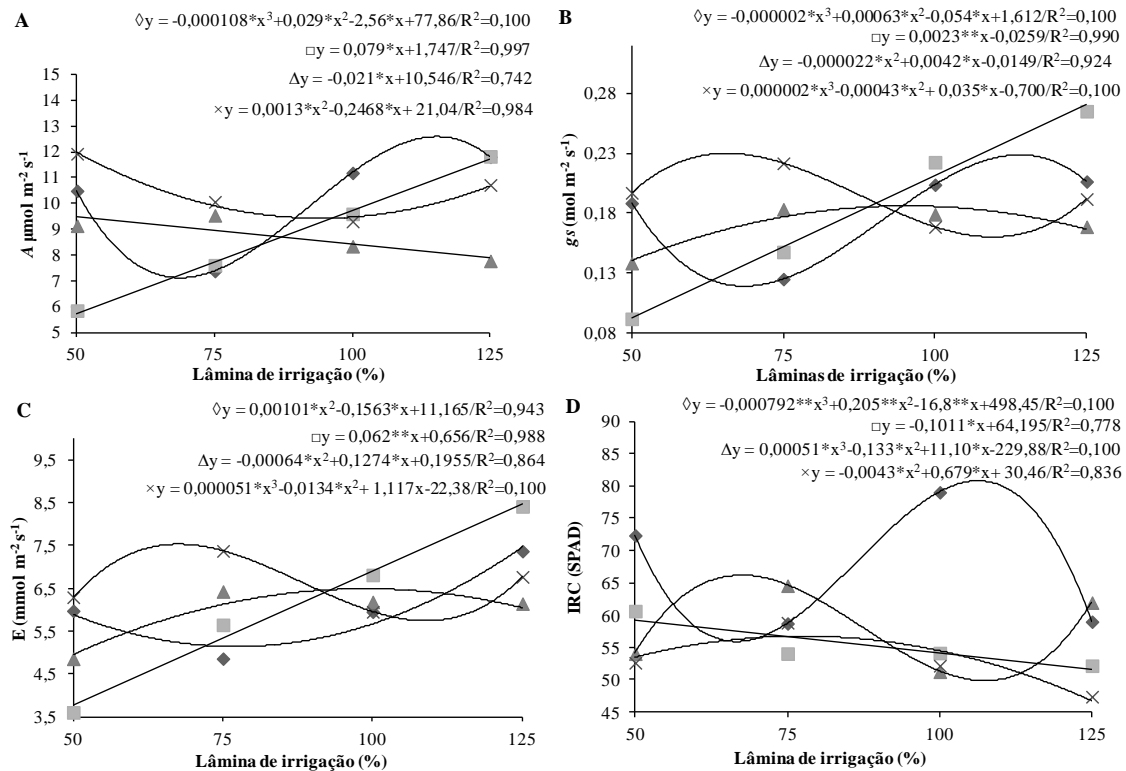 A
◊y = -0,000108*x³+0,029*x²-2,56*x+77,86/R²=0,100
□y = 0,079*x+1,747/R²=0,997
Δy = -0,021*x+10,546/R²=0,742
×y = 0,0013*x²-0,2468*x+ 21,04/R²=0,984
A µmol m⁻² s⁻¹)
15
14
13
12
11
10
9
8
7
6
5
50
75
100
125
Lâmina de irrigação (%)
B
◊y = -0,000002*x³+0,00063*x²-0,054*x+1,612/R²=0,100
□y = 0,0023**x-0,0259/R²=0,990
Δy = -0,000022*x²+0,0042*x-0,0149/R²=0,924
×y = 0,000002*x³-0,00043*x²+ 0,035*x-0,700/R²=0,100
gs (mol m⁻² s⁻¹)
0,28
0,23
0,18
0,13
0,08
50
75
100
125
Lâminas de irrigação (%)
C
◊y = 0,00101*x²-0,1563*x+11,165/R²=0,943
□y = 0,062**x+0,656/R²=0,988
Δy = -0,00064*x²+0,1274*x+0,1955/R²=0,864
×y = 0,000051*x³-0,0134*x²+ 1,117x-22,38/R²=0,100
E (mmol m⁻² s⁻¹)
9,5
8,5
7,5
6,5
5,5
4,5
3,5
50
75
100
125
Lâmina de irrigação (%)
D
◊y = -0,000792**x³+0,205**x²-16,8**x+498,45/R²=0,100
□y = -0,1011*x+64,195/R²=0,778
Δy = 0,00051*x³-0,133*x²+11,10*x-229,88/R²=0,100
×y = -0,0043*x²+0,679*x+ 30,46/R²=0,836
IRC (SPAD)
90
85
80
75
70
65
60
55
50
45
50
75
100
125
Lâmina de irrigação (%)